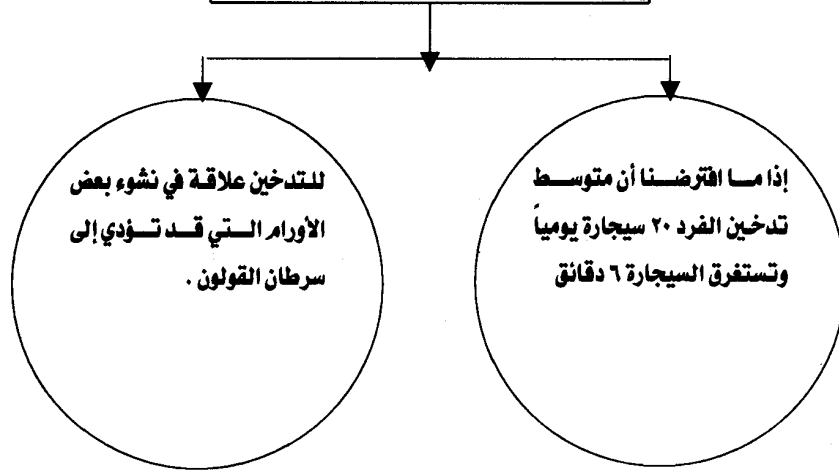 إذا ما افترضنا أن متوسط
تدخين الفرد ٢٠ سيجارة يومياً
وتستغرق السيجارة ٦ دقائق
للتدخين علاقة في نشوء بعض
الأورام التي قد تؤدي إلى
سرطان القولون .